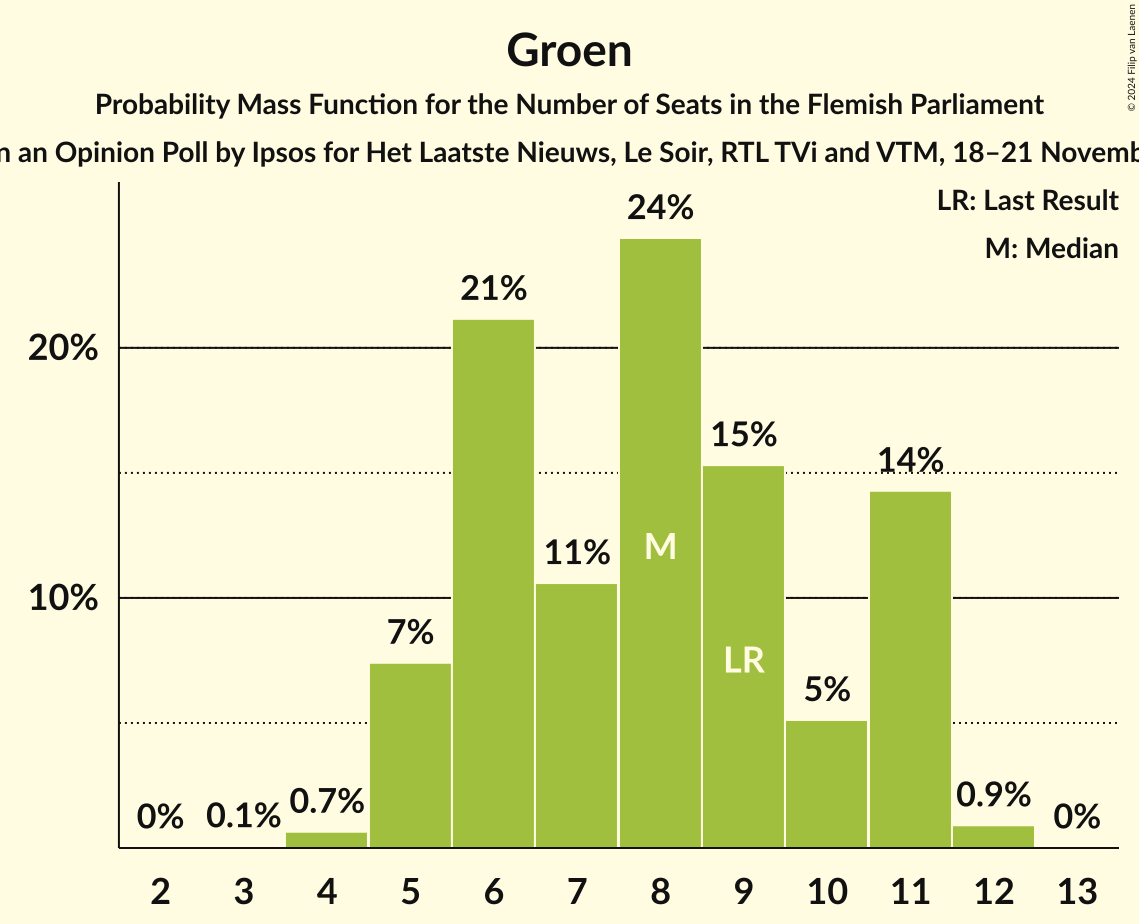 Groen
Probability Mass Function for the Number of Seats in the Flemish Parliament
an Opinion Poll by Ipsos for Het Laatste Nieuws, Le Soir, RTL TVi and VTM, 18–21
LR: Last Result
M: Median
© 2024 Filip van Laenen
24%
21%
20%
15%
14%
11%
M
10%
7%
LR
5%
0% 0.1% 0.7% 0.9% 0%
2 3 4 5 6 7 8 9 10 11 12 13